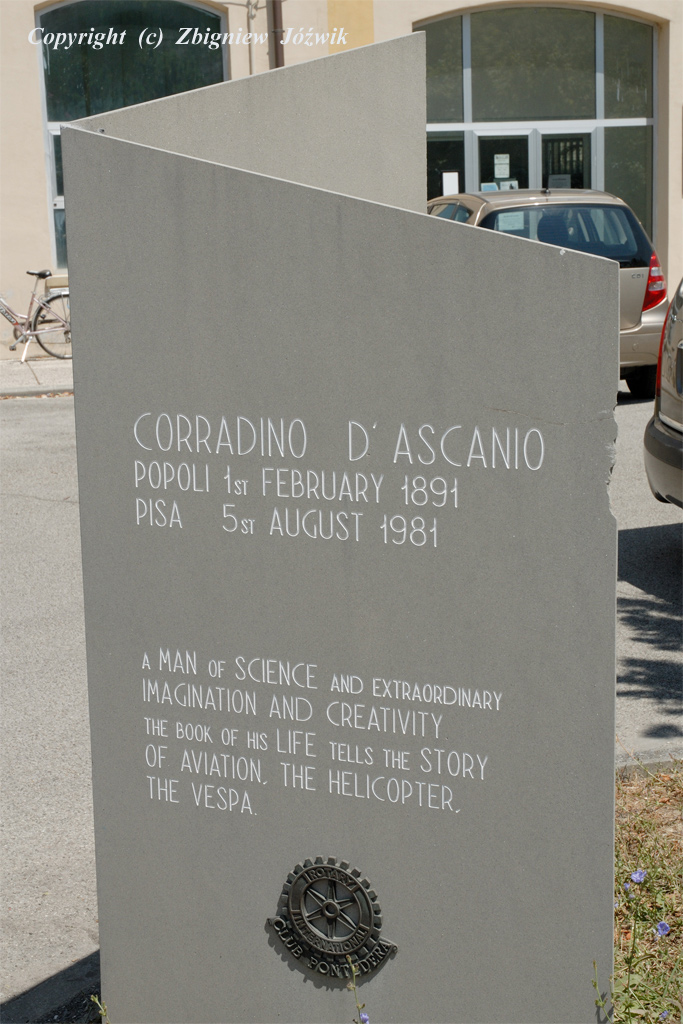 Copyright (c) Zbigniew Jóźwik
CORRADINO D'ASCANIO
POPOLI 1ST FEBRUARY 1891
PISA 5ST AUGUST 1981
A MAN OF SCIENCE AND EXTRAORDINARY
IMAGINATION AND CREATIVITY
THE BOOK OF HIS LIFE TELLS THE STORY
OF AVIATION, THE HELICOPTER,
THE VESPA.
ROTARY
INTERNATIONAL
CLUB PONTEDERA